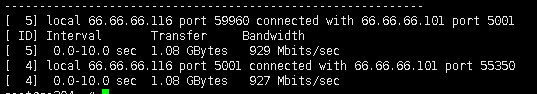 ------------------------------------------------------------
[  5] local 66.66.66.116 port 59960 connected with 66.66.66.101 port 5001
[ ID] Interval       Transfer     Bandwidth
[  5]  0.0-10.0 sec  1.08 GBytes   929 Mbits/sec
[  4] local 66.66.66.116 port 5001 connected with 66.66.66.101 port 55350
[  4]  0.0-10.0 sec  1.08 GBytes   927 Mbits/sec